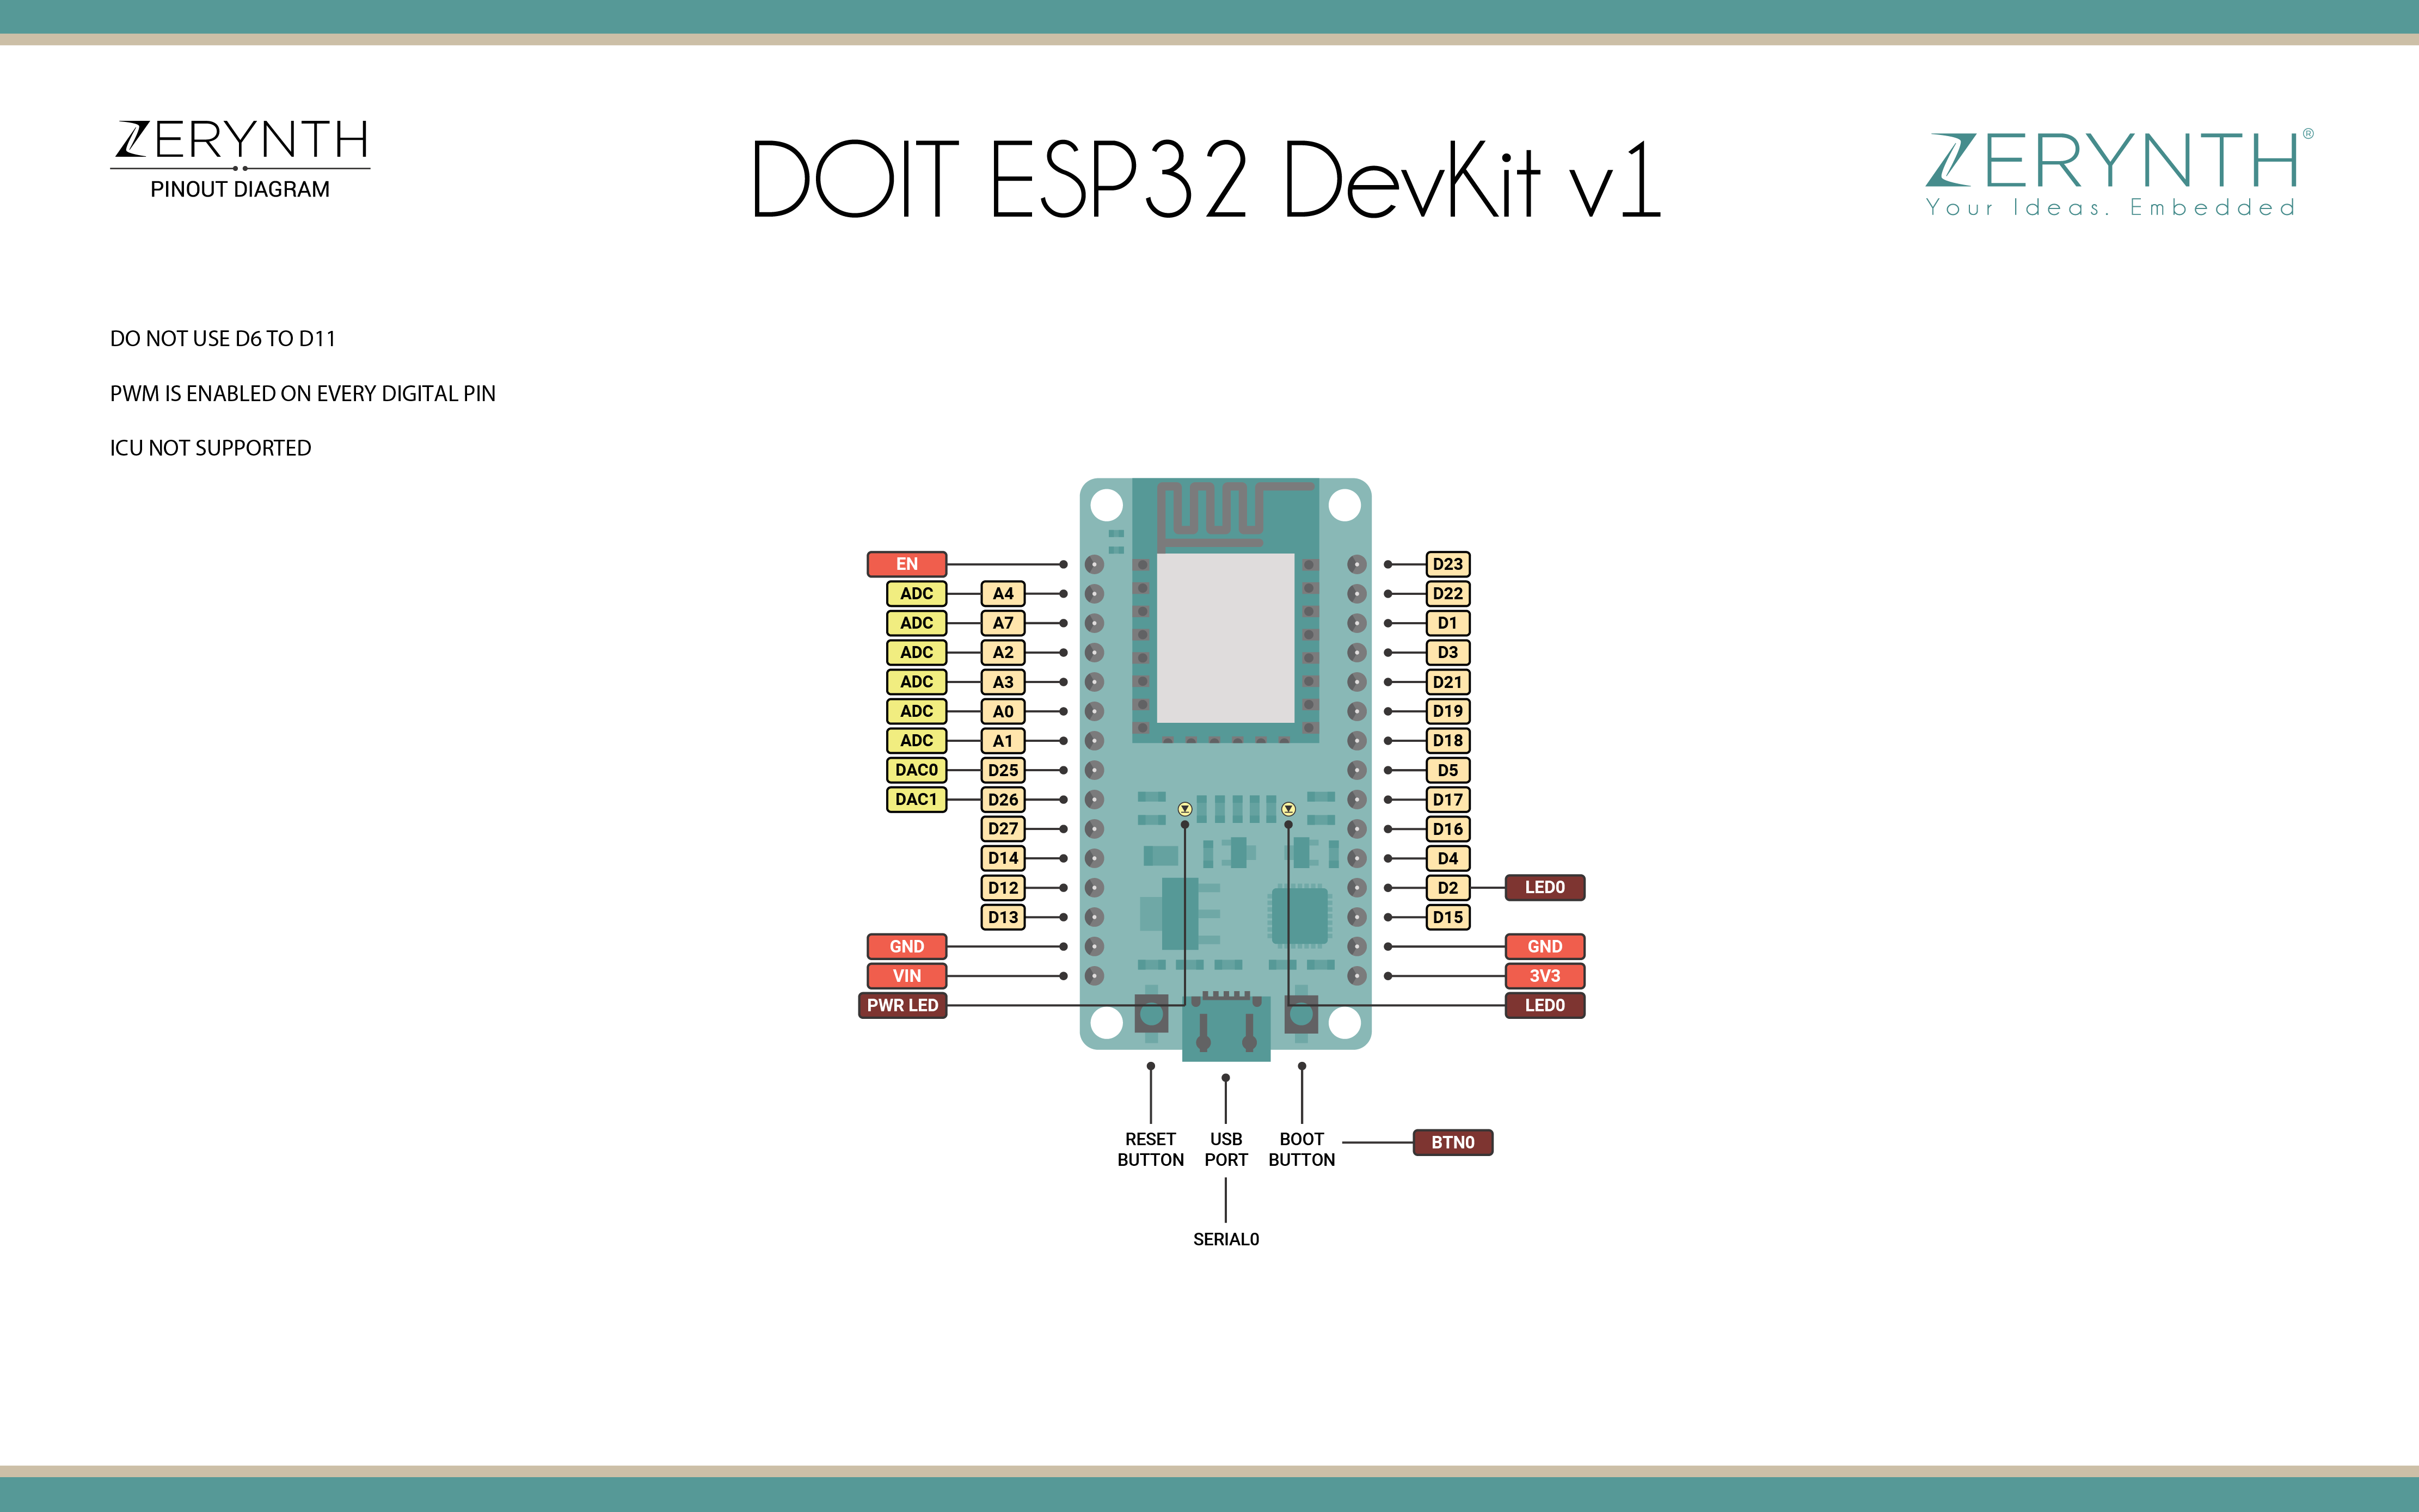 ZERYNTH
PINOUT DIAGRAM
DOIT ESP32 DevKit v1
ZERYNTH®
Your Ideas. Embedded
DO NOT USE D6 TO D11
PWM IS ENABLED ON EVERY DIGITAL PIN
ICU NOT SUPPORTED
EN D23
ADC A4 D22
ADC A7 D1
ADC A2 D3
ADC A3 D21
ADC A0 D19
ADC A1 D18
DAC0 D25 D5
DAC1 D26 D17
D27 D16
D14 D4
D12 D2 LED0
D13 D15
GND GND
VIN 3V3
PWR LED LED0
RESET BUTTON
USB PORT
BOOT BUTTON
BTN0
SERIAL0